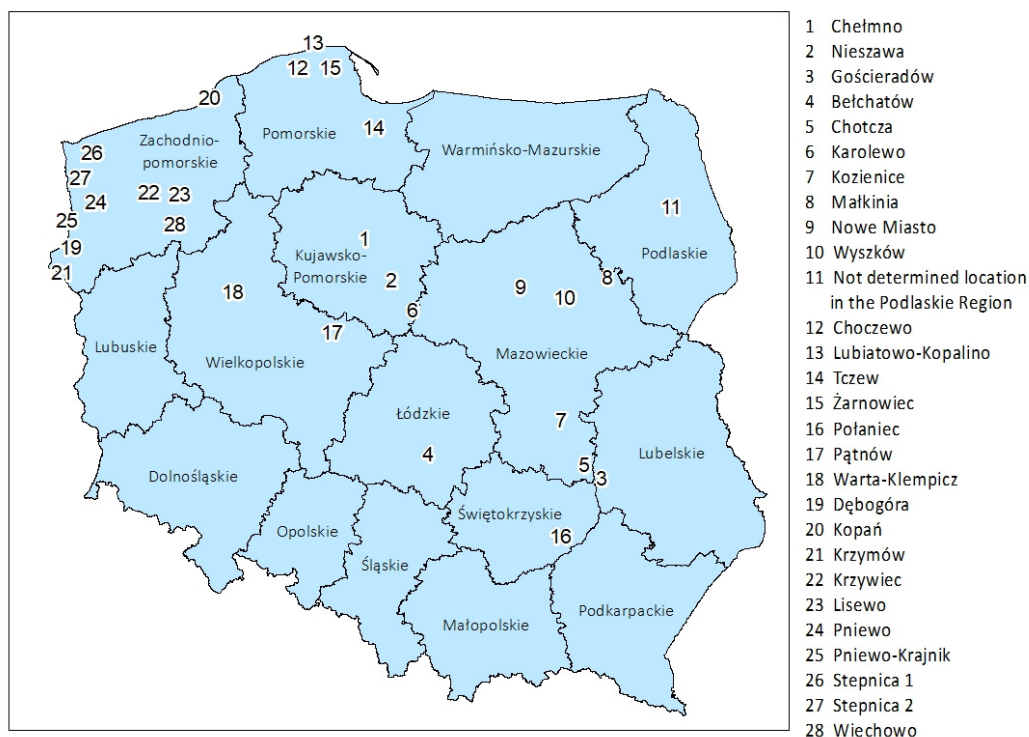 13
12 15
20
14
Pomorskie
Zachodnio-
pomorskie
Warmińsko-Mazurskie
26
27
22 23
24
25
28
19
21
11
Podlaskie
1
Kujawsko-
Pomorskie
2
6
8
9
10
18
17
Lubuskie
Wielkopolskie
Mazowieckie
Łódzkie
7
4
5
3
Lubelskie
Dolnośląskie
Opolskie
Świętokrzyskie
16
Śląskie
Małopolskie
Podkarpackie
1 Chełmno
2 Nieszawa
3 Gościeradów
4 Bełchatów
5 Chotcza
6 Karolewo
7 Kozienice
8 Małkinia
9 Nowe Miasto
10 Wyszków
11 Not determined location
in the Podlaskie Region
12 Choczewo
13 Lubiatowo-Kopalino
14 Tczew
15 Żarnowiec
16 Połaniec
17 Pątnów
18 Warta-Klempicz
19 Dębogóra
20 Kopań
21 Krzymów
22 Krzywiec
23 Lisewo
24 Pniewo
25 Pniewo-Krajnik
26 Stepnica 1
27 Stepnica 2
28 Wiechowo